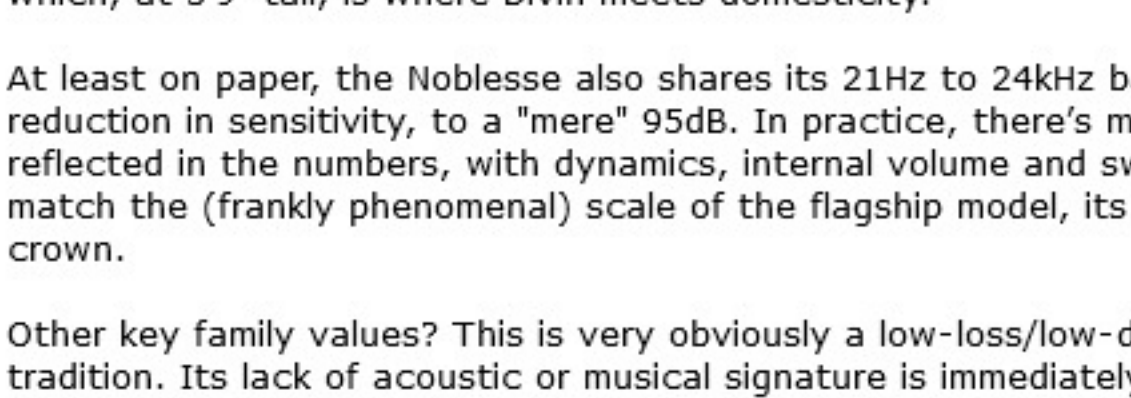 At least on paper, the Noblesse also shares its 21Hz to 24kHz
reduction in sensitivity, to a "mere" 95dB. In practice, there's
reflected in the numbers, with dynamics, internal volume and
match the (frankly phenomenal) scale of the flagship model, its
crown.
Other key family values? This is very obviously a low-loss/low-
tradition. Its lack of acoustic or musical signature is immediately